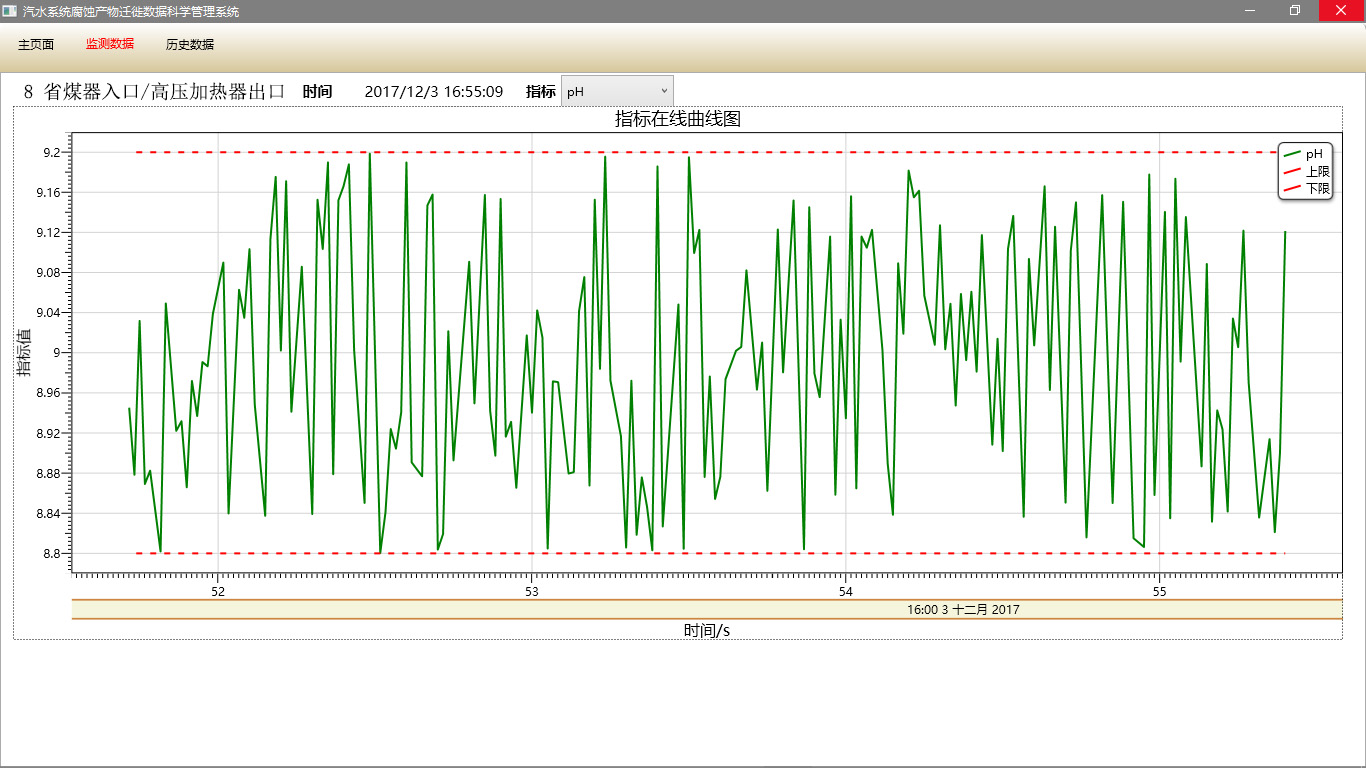 汽水系统腐蚀产物迁徙数据科学管理系统
主页面 监测数据 历史数据
8 省煤器入口/高压加热器出口 时间 2017/12/3 16:55:09 指标 pH
指标在线曲线图
pH
上限
下限
指标值
9.2
9.16
9.12
9.08
9.04
9
8.96
8.92
8.88
8.84
8.8
52 53 54 55
16:00 3 十二月 2017
时间/s